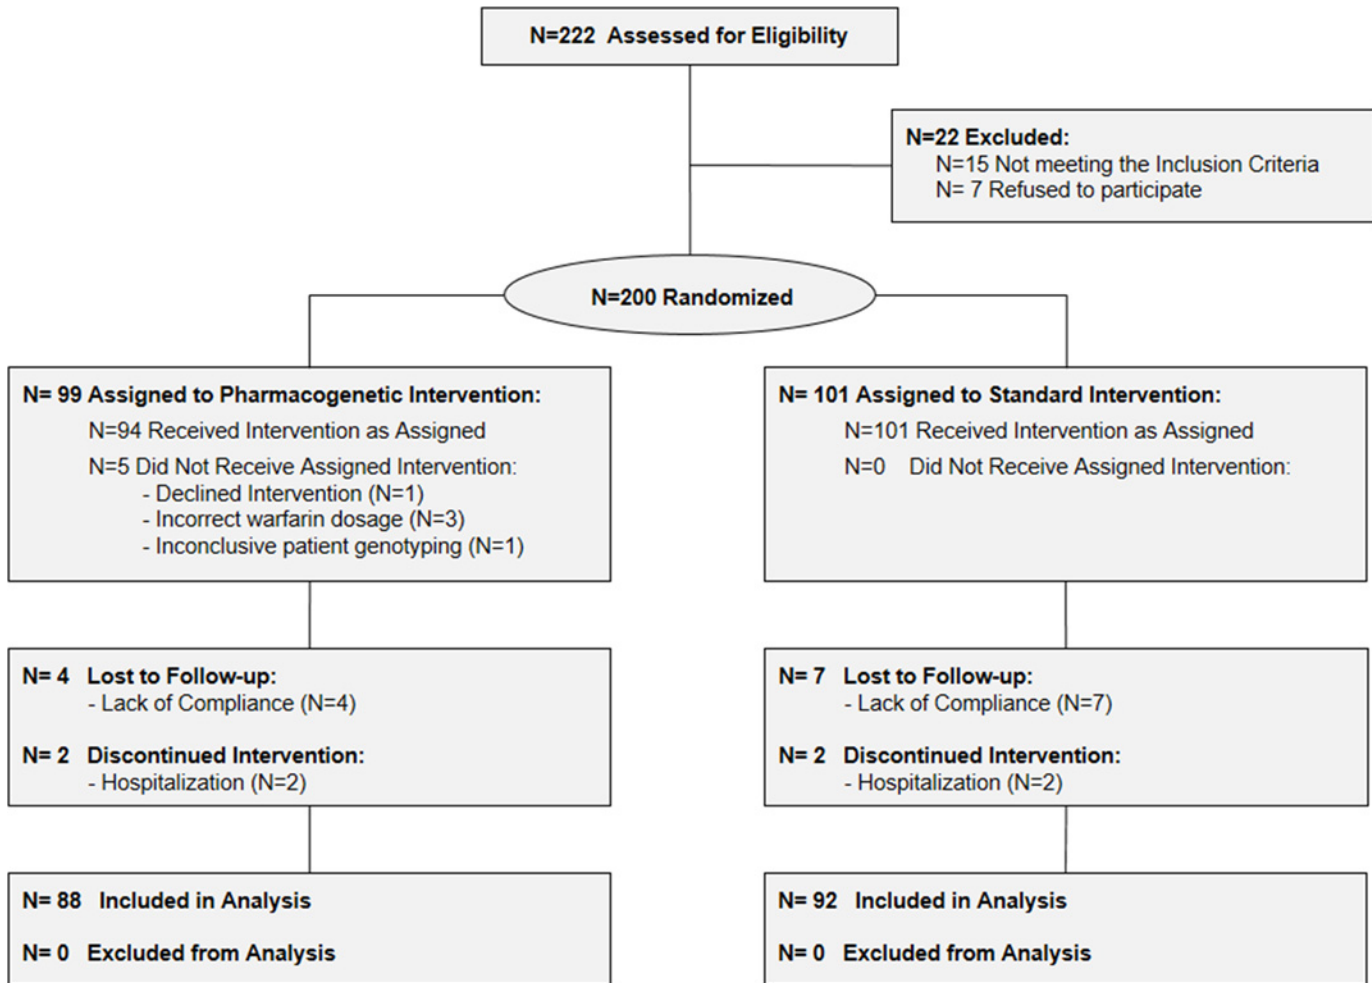 N=222 Assessed for Eligibility
N=22 Excluded:
N=15 Not meeting the Inclusion Criteria
N= 7 Refused to participate
N=200 Randomized
N= 99 Assigned to Pharmacogenetic Intervention:
N=94 Received Intervention as Assigned
N=5 Did Not Receive Assigned Intervention:
- Declined Intervention (N=1)
- Incorrect warfarin dosage (N=3)
- Inconclusive patient genotyping (N=1)
N= 101 Assigned to Standard Intervention:
N=101 Received Intervention as Assigned
N=0 Did Not Receive Assigned Intervention:
N= 4 Lost to Follow-up:
- Lack of Compliance (N=4)
N= 2 Discontinued Intervention:
- Hospitalization (N=2)
N= 7 Lost to Follow-up:
- Lack of Compliance (N=7)
N= 2 Discontinued Intervention:
- Hospitalization (N=2)
N= 88 Included in Analysis
N= 0 Excluded from Analysis
N= 92 Included in Analysis
N= 0 Excluded from Analysis